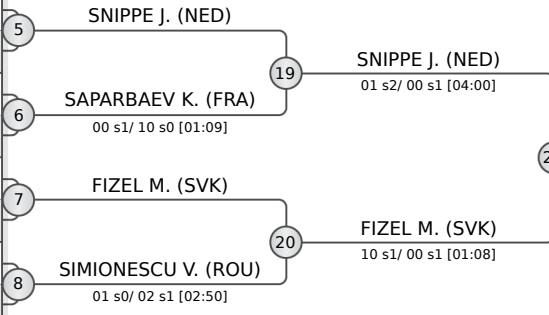 5
SNIPPE J. (NED)
19
SNIPPE J. (NED)
01 s2/ 00 s1 [04:00]
6
SAPARBAEV K. (FRA)
00 s1/ 10 s0 [01:09]
7
FIZEL M. (SVK)
20
FIZEL M. (SVK)
10 s1/ 00 s1 [01:08]
8
SIMIONESCU V. (ROU)
01 s0/ 02 s1 [02:50]